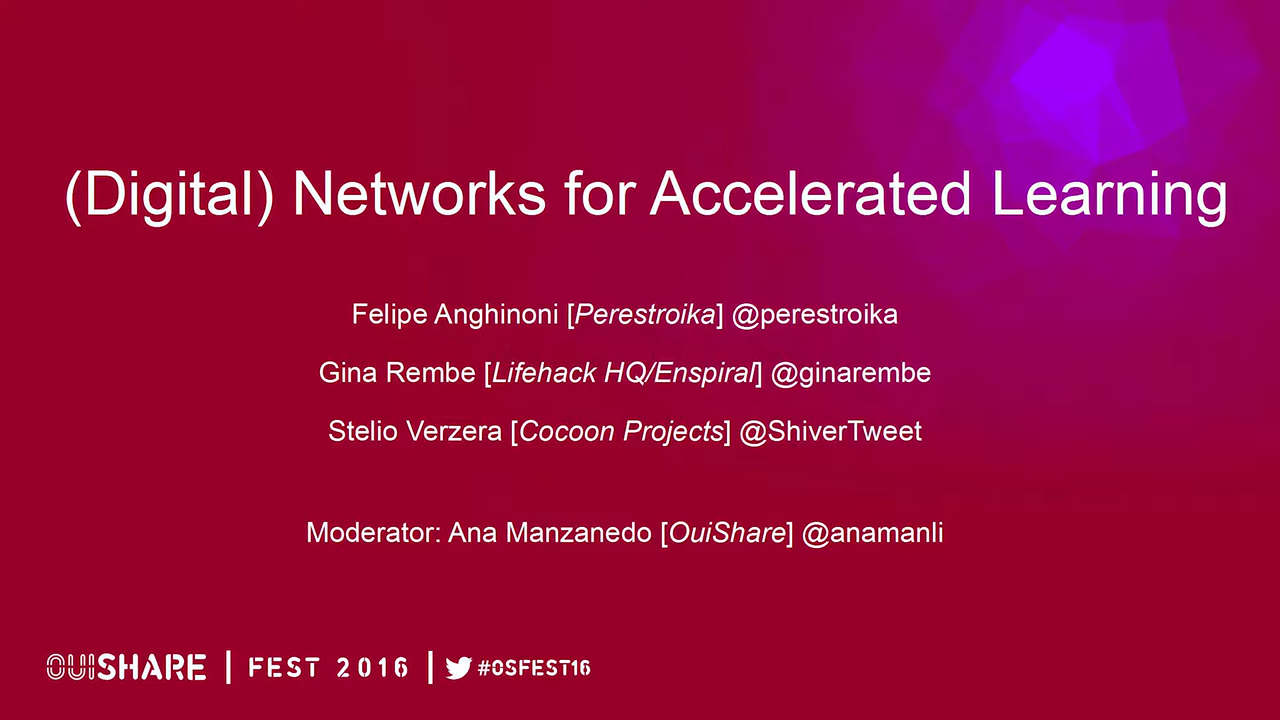 (Digital) Networks for Accelerated Learning
Felipe Anghinoni [Perestroika] @perestroika
Gina Rembe [Lifehack HQ/Enspiral] @ginarembe
Stelio Verzera [Cocoon Projects] @ShiverTweet
Moderator: Ana Manzanedo [OuiShare] @anamanli
OUISHARE | FEST 2016 | #OSFEST16